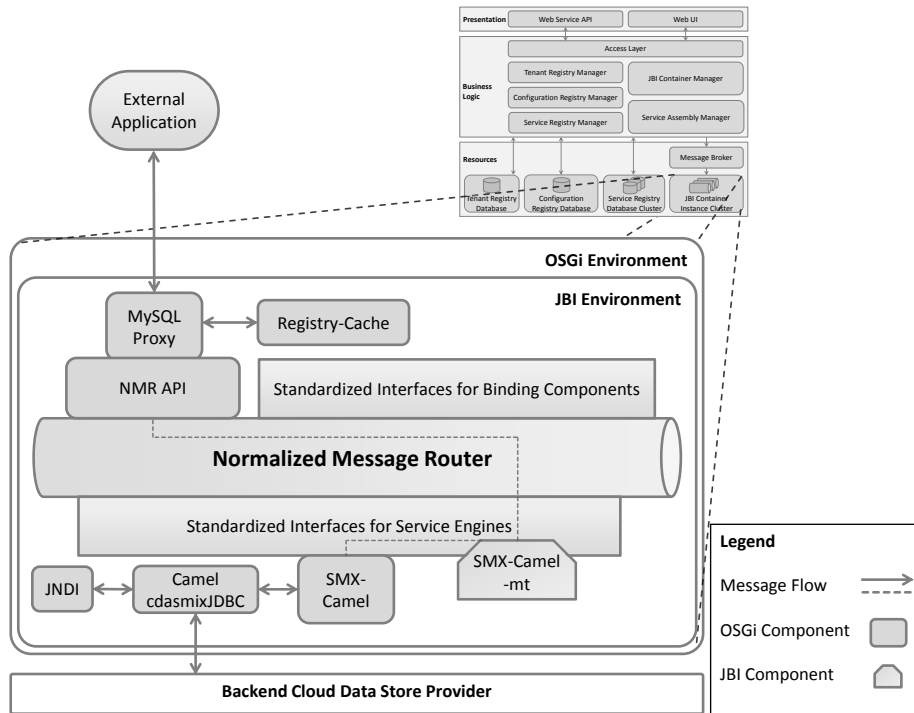 Presentation
Web Service API
Web UI
Access Layer
Business
Logic
Tenant Registry Manager
Configuration Registry Manager
Service Registry Manager
JBI Container Manager
Service Assembly Manager
Resources
Message Broker
Tenant Registry
Database
Configuration
Registry Database
Service Registry
Database Cluster
JBI Container
Instance Cluster
External
Application
OSGi Environment
JBI Environment
MySQL
Proxy
Registry-Cache
NMR API
Standardized Interfaces for Binding Components
Normalized Message Router
Standardized Interfaces for Service Engines
JNDI
Camel
cdasmixJDBC
SMX-
Camel
SMX-Camel
-mt
Backend Cloud Data Store Provider
Legend
Message Flow
OSGi Component
JBI Component